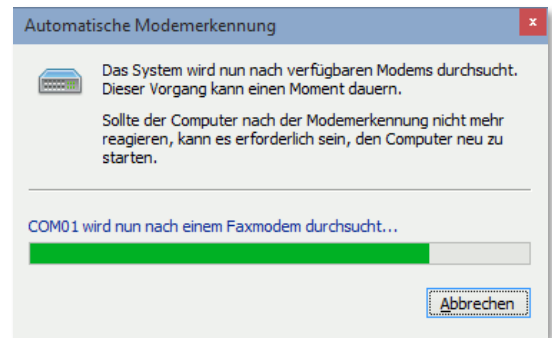 Automatische Modemerkennung
x
Das System wird nun nach verfügbaren Modems durchsucht.
Dieser Vorgang kann einen Moment dauern.
Sollte der Computer nach der Modemerkennung nicht mehr
reagieren, kann es erforderlich sein, den Computer neu zu
starten.
COM01 wird nun nach einem Faxmodem durchsucht...
Abbrechen